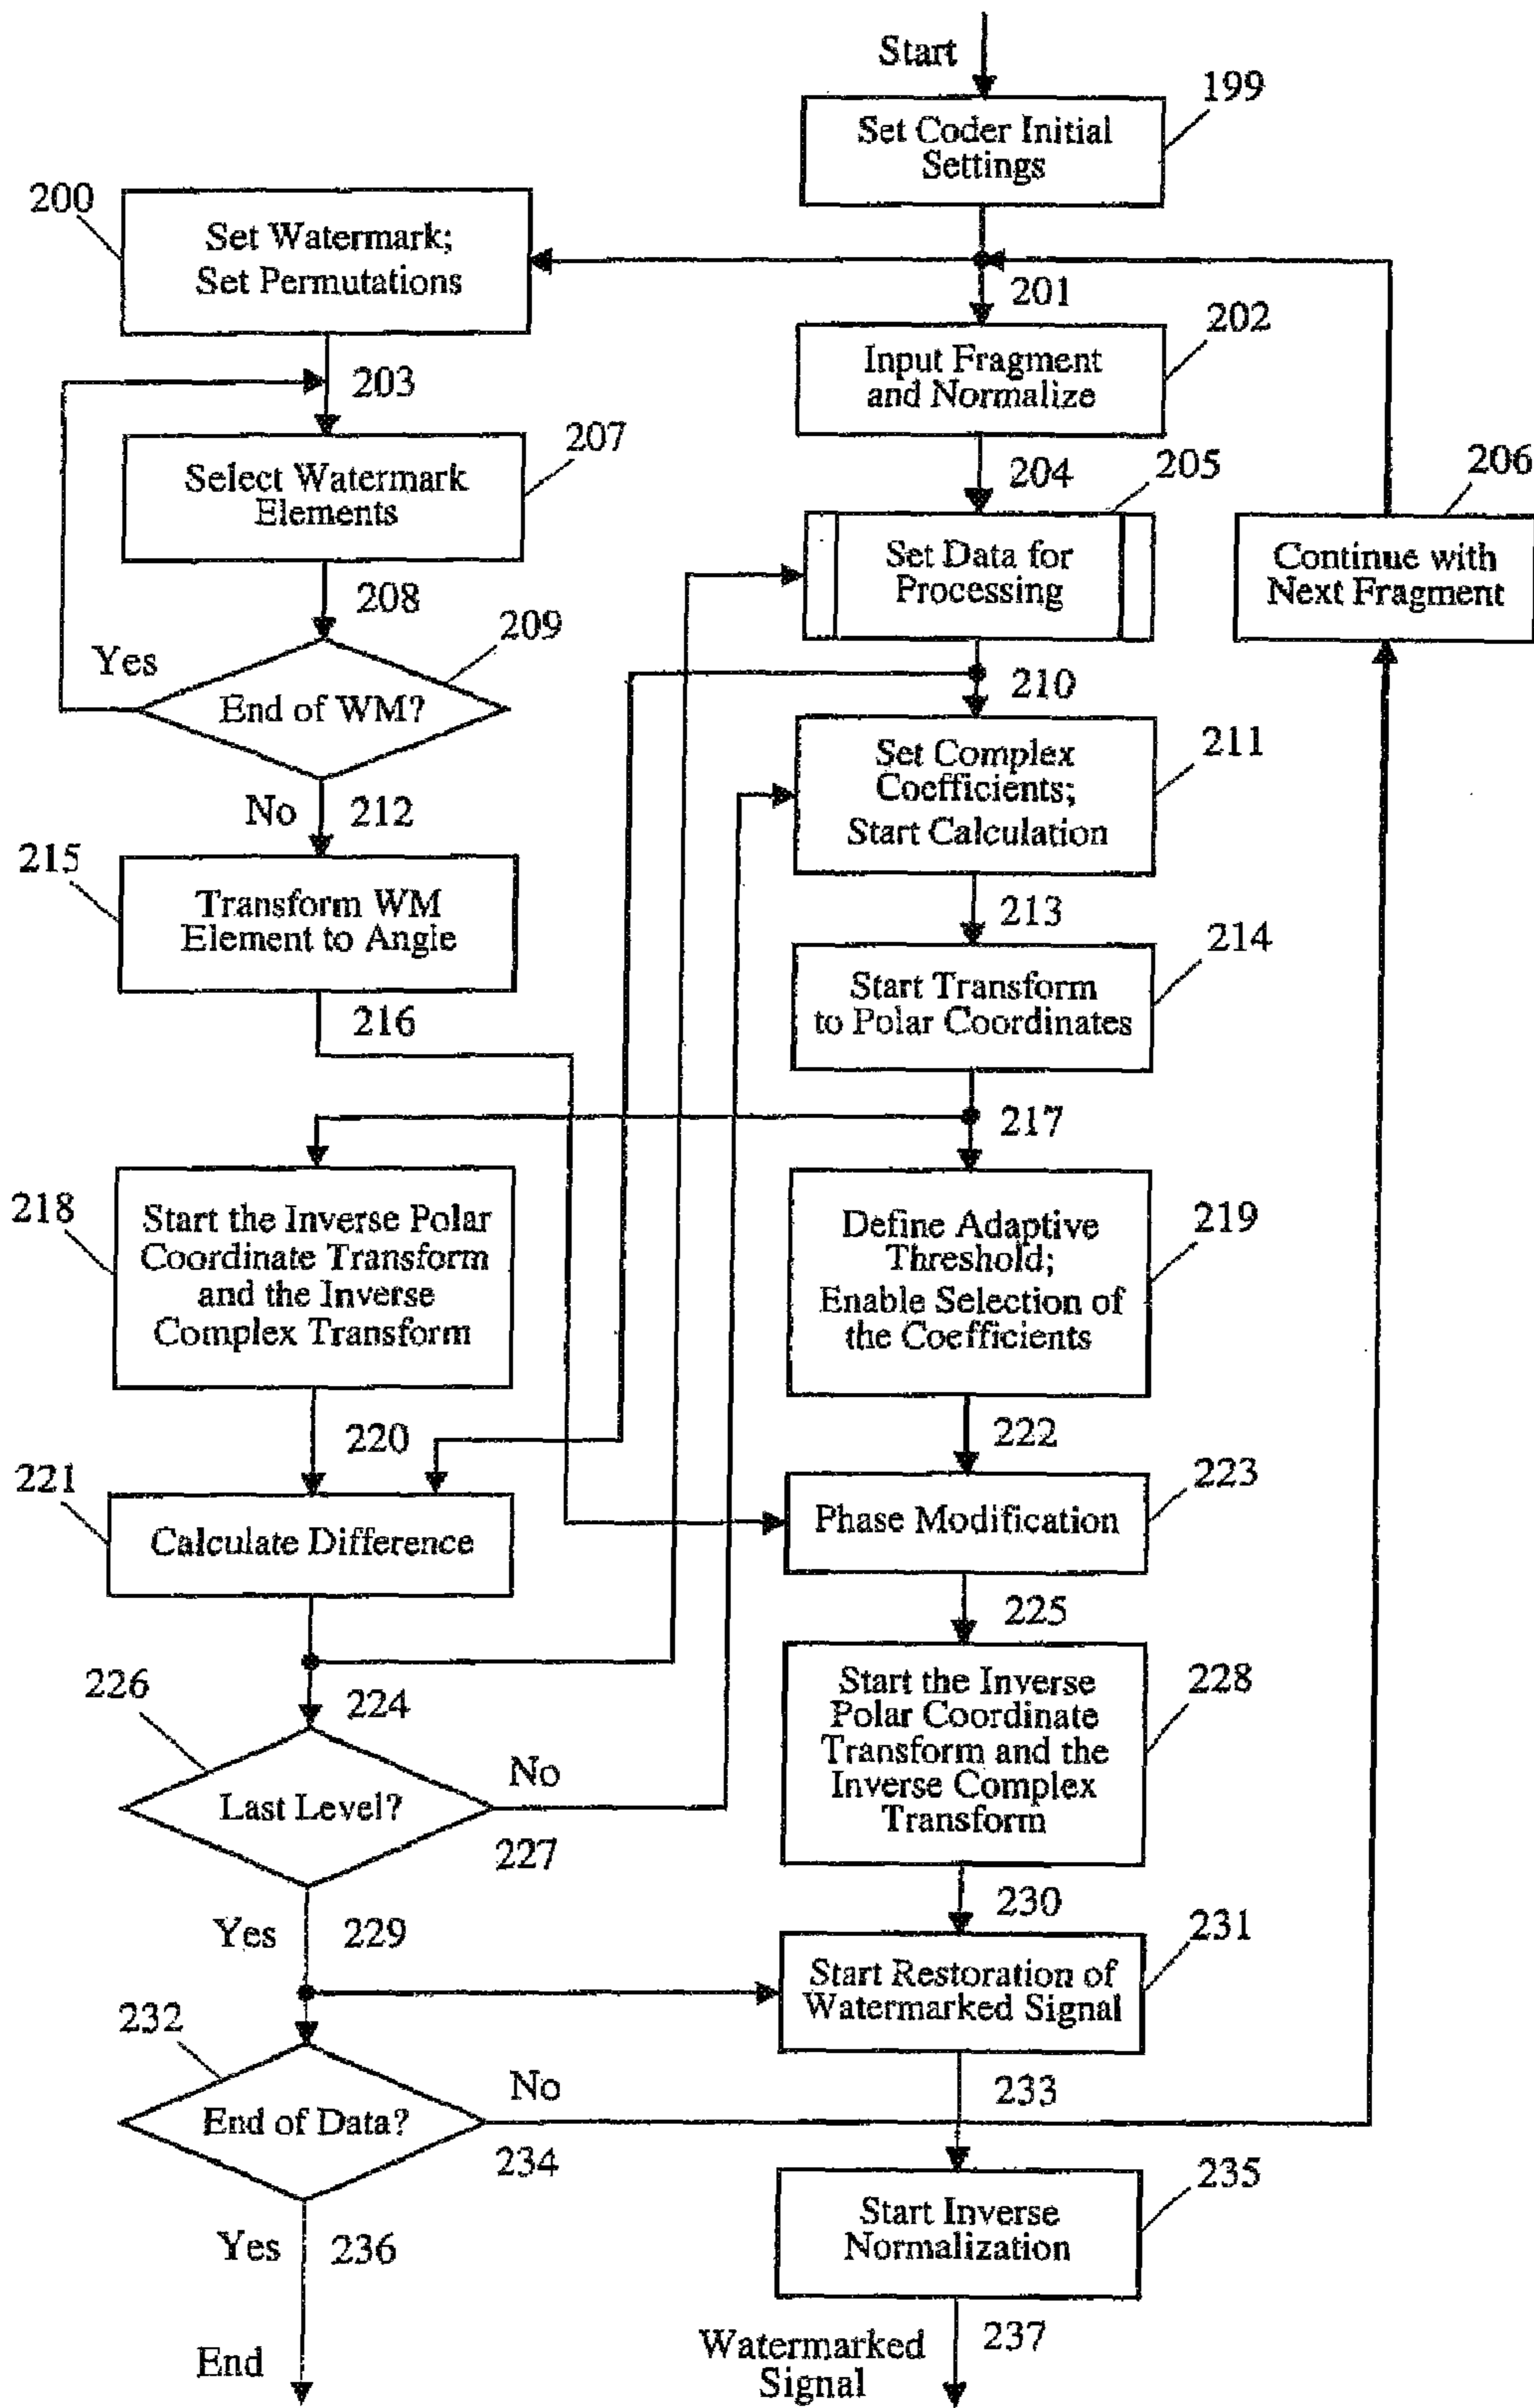 Start
199
Set Coder Initial
Settings
200
Set Watermark;
Set Permutations
201
202
Input Fragment
and Normalize
203
207
Select Watermark
Elements
204
205
Set Data for
Processing
206
Continue with
Next Fragment
208
209
Yes
End of WM?
210
211
Set Complex
Coefficients;
Start Calculation
No
212
215
Transform WM
Element to Angle
213
214
Start Transform
to Polar Coordinates
216
217
218
Start the Inverse Polar
Coordinate Transform
and the Inverse
Complex Transform
219
Define Adaptive
Threshold;
Enable Selection of
the Coefficients
220
222
221
Calculate Difference
223
Phase Modification
224
225
226
Last Level?
No
227
228
Start the Inverse
Polar Coordinate
Transform and the
Inverse Complex
Transform
Yes
229
230
231
Start Restoration of
Watermarked Signal
232
End of Data?
No
234
233
235
Start Inverse
Normalization
Yes
236
End
237
Watermarked
Signal